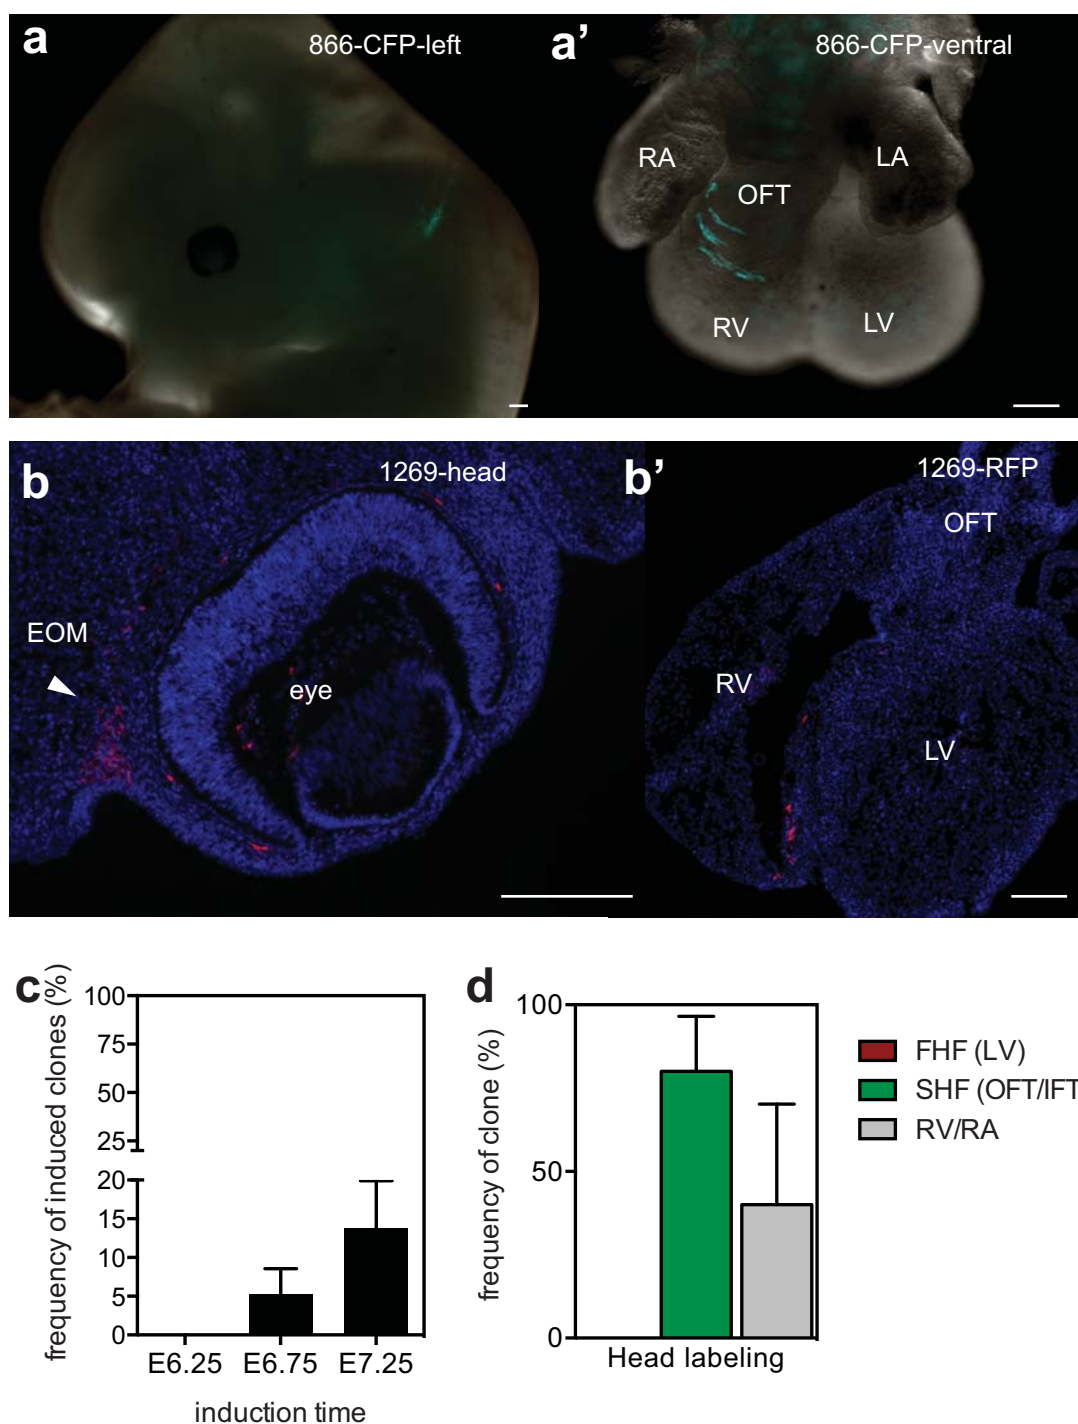 a
866-CFP-left
a'
866-CFP-ventral
RA
LA
OFT
RV
LV
b
1269-head
EOM
eye
b'
1269-RFP
OFT
RV
LV
c
frequency of induced clones (%)
100
75
50
25
20
15
10
5
0
E6.25 E6.75 E7.25
induction time
d
frequency of clone (%)
100
50
0
Head labeling
FHF (LV)
SHF (OFT/IFT
RV/RA